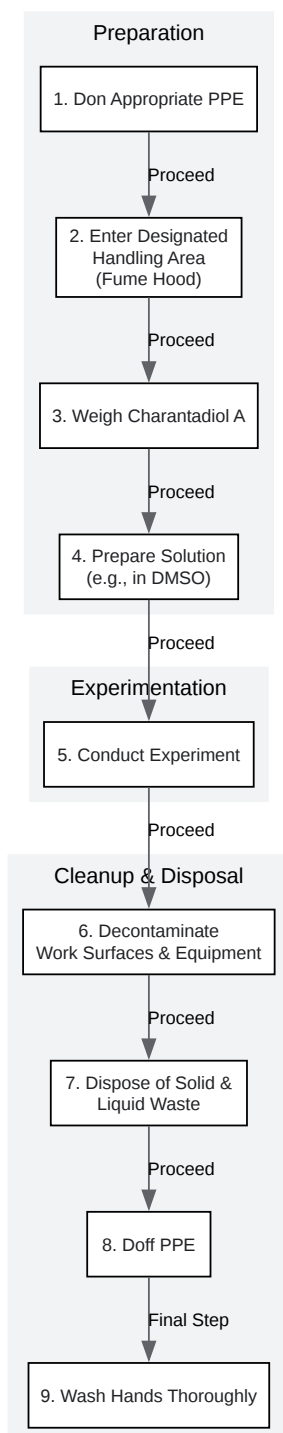 Preparation
1. Don Appropriate PPE
Proceed
2. Enter Designated
Handling Area
(Fume Hood)
Proceed
3. Weigh Charantadiol A
Proceed
4. Prepare Solution
(e.g., in DMSO)
Proceed
Experimentation
5. Conduct Experiment
Proceed
Cleanup & Disposal
6. Decontaminate
Work Surfaces & Equipment
Proceed
7. Dispose of Solid &
Liquid Waste
Proceed
8. Doff PPE
Final Step
9. Wash Hands Thoroughly